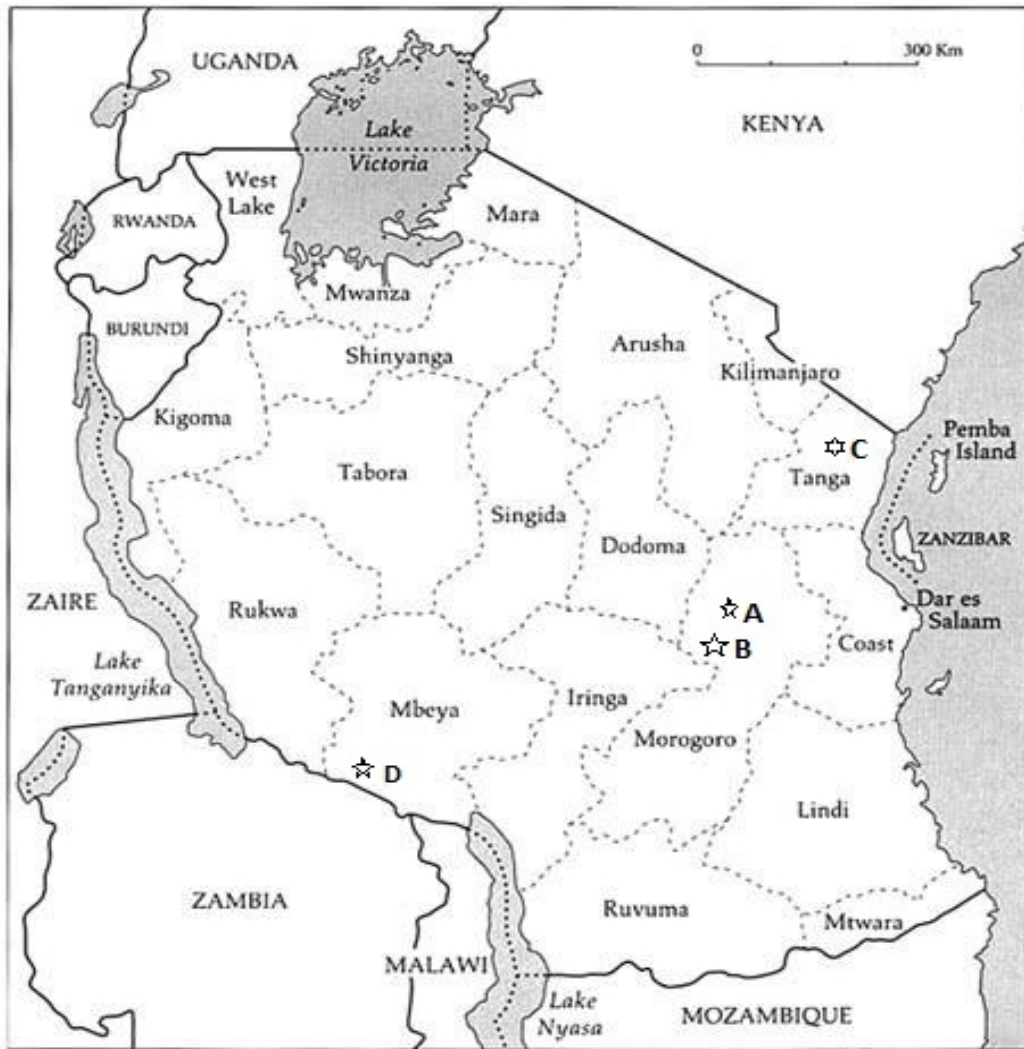 UGANDA
0 300 Km
KENYA
Lake
Victoria
West
Lake
RWANDA
Mara
BURUNDI
Mwanza
Shinyanga
Arusha
Kilimanjaro
Kigoma
Tabora
Singida
Dodoma
C
Tanga
Pemba
Island
ZANZIBAR
ZAIRE
Rukwa
A
B
Dar es
Salaam
Coast
Lake
Tanganyika
Mbeya
Iringa
Morogoro
D
Lindi
ZAMBIA
Ruvuma
Mtwara
MALAWI
Lake
Nyasa
MOZAMBIQUE